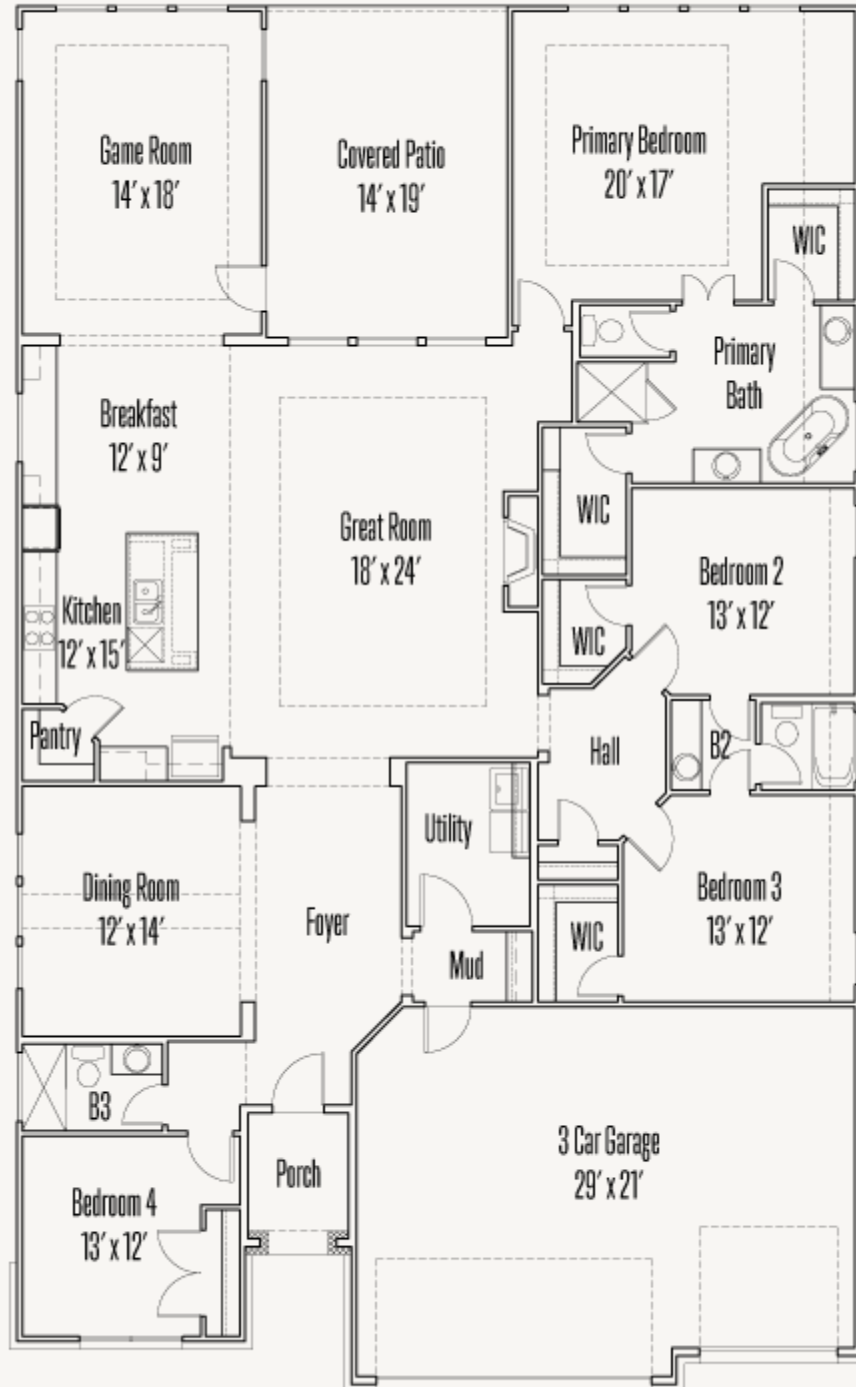 Game Room
14' x 18'
Covered Patio
14' x 19'
Primary Bedroom
20' x 17'
WIC
Primary
Bath
Breakfast
12' x 9'
Great Room
18' x 24'
WIC
Bedroom 2
13' x 12'
Kitchen
12' x 15'
WIC
Pantry
Hall
B2
Utility
Dining Room
12' x 14'
Foyer
Bedroom 3
13' x 12'
WIC
Mud
B3
3 Car Garage
29' x 21'
Porch
Bedroom 4
13' x 12'